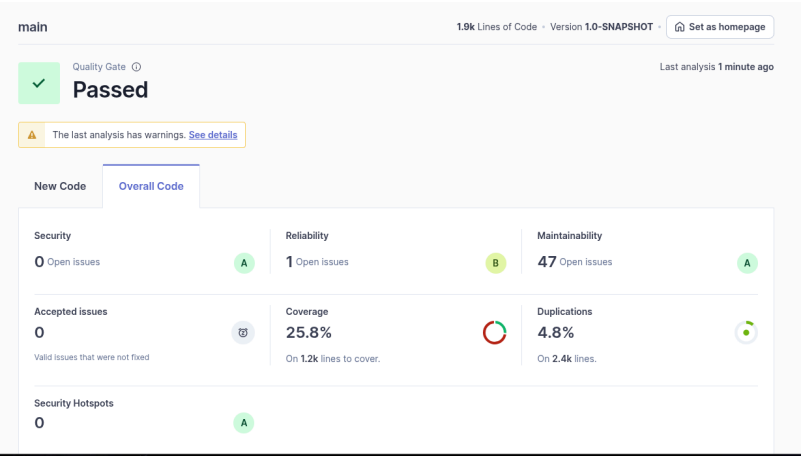 main
1.9k Lines of Code • Version 1.0-SNAPSHOT • Set as homepage
Quality Gate
Passed
Last analysis 1 minute ago
The last analysis has warnings. See details
New Code
Overall Code
Security
0 Open issues
A
Reliability
1 Open issues
B
Maintainability
47 Open issues
A
Accepted issues
0
Valid issues that were not fixed
Coverage
25.8%
On 1.2k lines to cover.
Duplications
4.8%
On 2.4k lines.
Security Hotspots
0
A